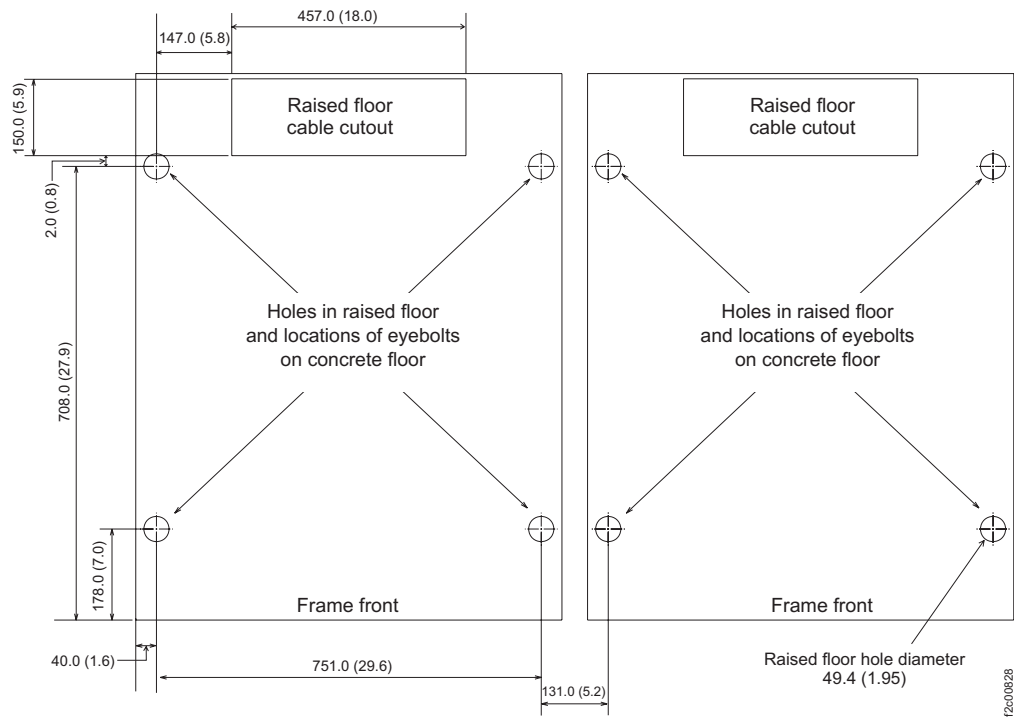 457.0 (18.0)
147.0 (5.8)
150.0 (5.9)
Raised floor
cable cutout
Raised floor
cable cutout
2.0 (0.8)
Holes in raised floor
and locations of eyebolts
on concrete floor
Holes in raised floor
and locations of eyebolts
on concrete floor
708.0 (27.9)
178.0 (7.0)
Frame front
Frame front
40.0 (1.6)
751.0 (29.6)
131.0 (5.2)
Raised floor hole diameter
49.4 (1.95)
f2c00828